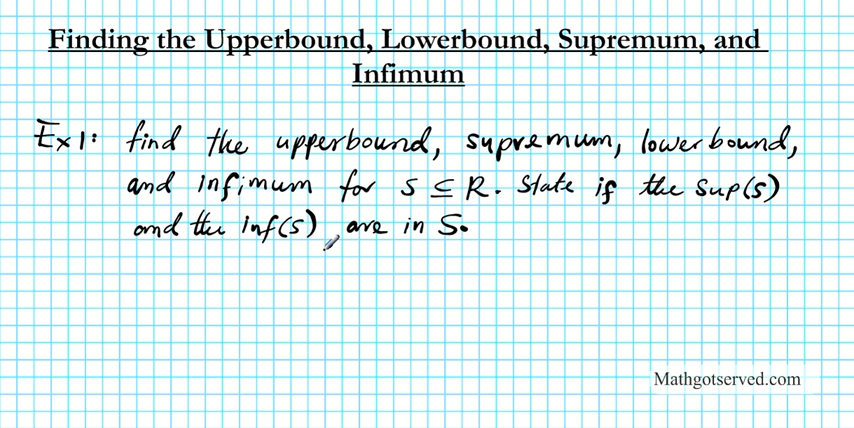 Finding the Upperbound, Lowerbound, Supremum, and
Infimum
Ex1: find the upperbound, supremum, lowerbound,
and infimum for S ⊆ R. State if the Sup(S)
and the Inf(S), are in S.
Mathgotserved.com